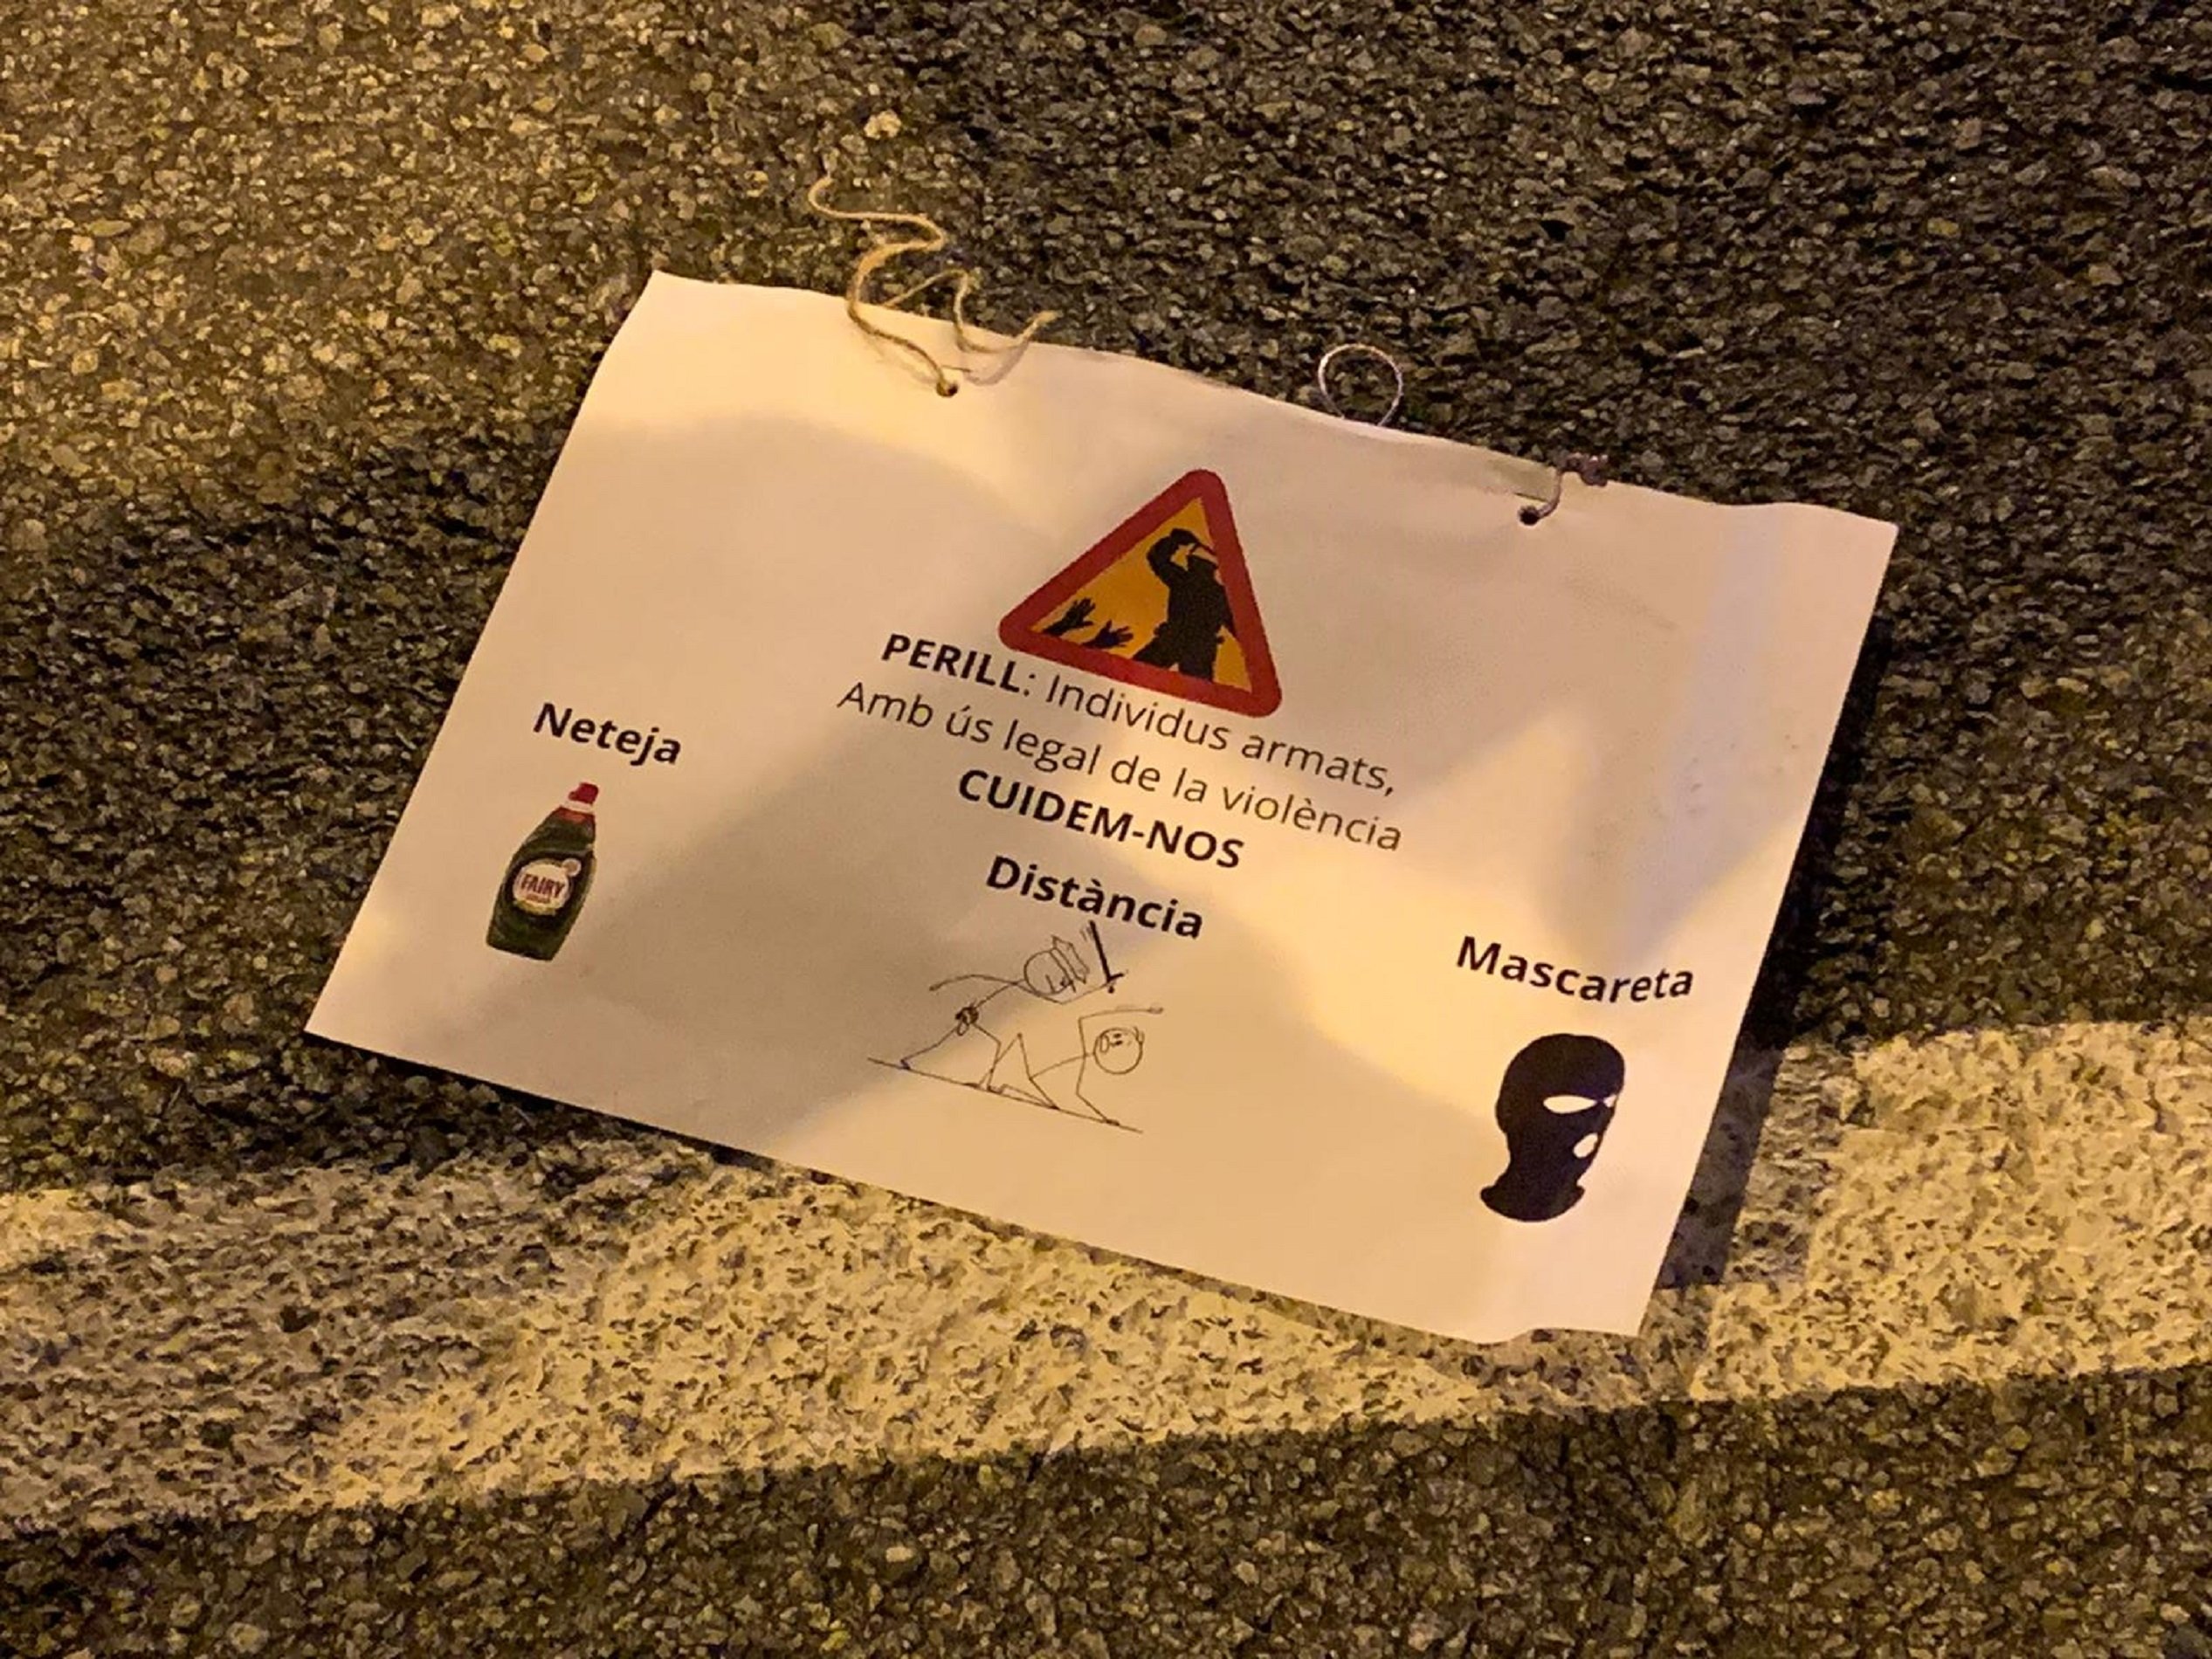 PERILL: Individus armats,
Amb ús legal de la violència
CUIDEM-NOS
Neteja
FAIRY
Distància
Mascareta